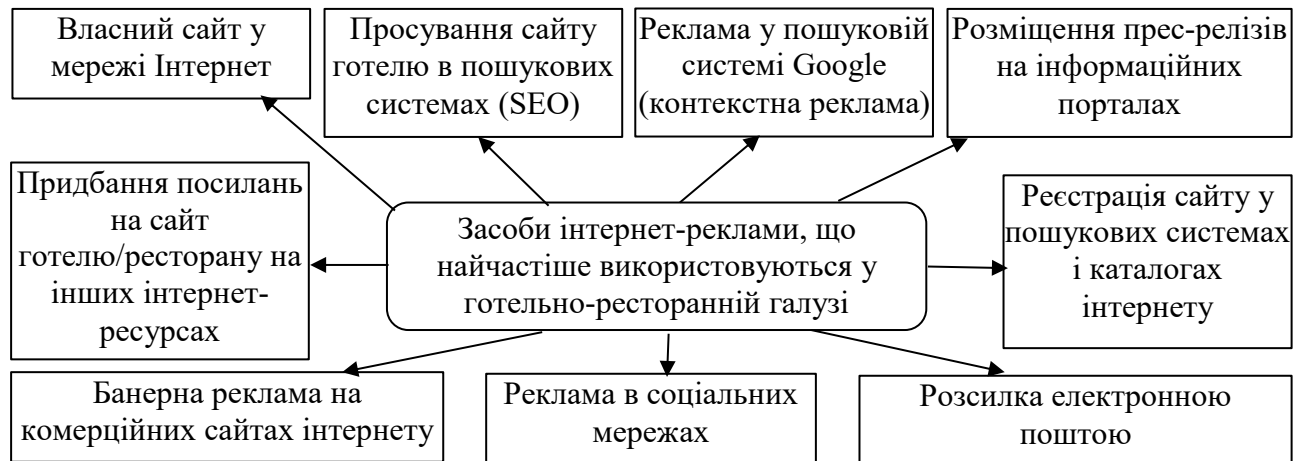 Власний сайт у
мережі Інтернет
Просування сайту
готелю в пошукових
системах (SEO)
Реклама у пошуковій
системі Google
(контекстна реклама)
Розміщення прес-релізів
на інформаційних
порталах
Придбання посилань
на сайт
готелю/ресторану на
інших інтернет-
ресурсах
Засоби інтернет-реклами, що
найчастіше використовуються у
готельно-ресторанній галузі
Реєстрація сайту у
пошукових системах
і каталогах
інтернету
Банерна реклама на
комерційних сайтах інтернету
Реклама в соціальних
мережах
Розсилка електронною
поштою